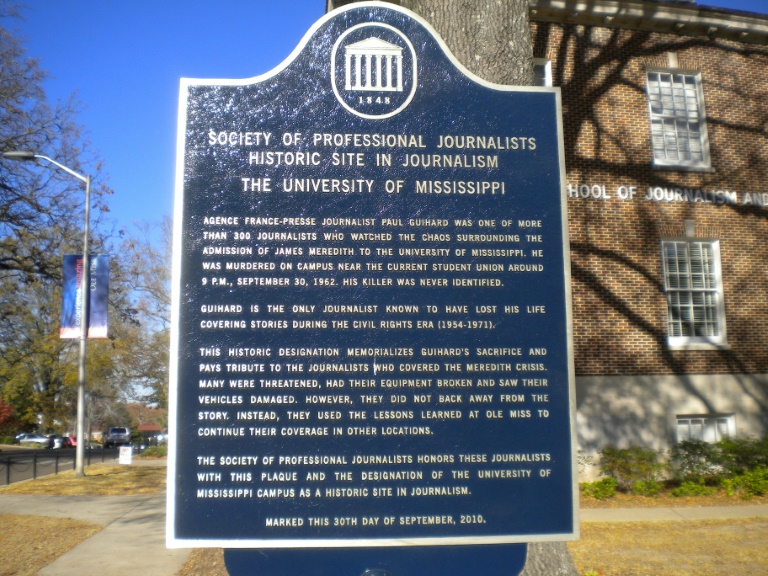 1848
SOCIETY OF PROFESSIONAL JOURNALISTS
HISTORIC SITE IN JOURNALISM
THE UNIVERSITY OF MISSISSIPPI
AGENCE FRANCE-PRESSE JOURNALIST PAUL GUIHARD WAS ONE OF MORE
THAN 300 JOURNALISTS WHO WATCHED THE CHAOS SURROUNDING THE
ADMISSION OF JAMES MEREDITH TO THE UNIVERSITY OF MISSISSIPPI. HE
WAS MURDERED ON CAMPUS NEAR THE CURRENT STUDENT UNION AROUND
9 P.M., SEPTEMBER 30, 1962. HIS KILLER WAS NEVER IDENTIFIED.
GUIHARD IS THE ONLY JOURNALIST KNOWN TO HAVE LOST HIS LIFE
COVERING STORIES DURING THE CIVIL RIGHTS ERA (1954-1971).
THIS HISTORIC DESIGNATION MEMORIALIZES GUIHARD'S SACRIFICE AND
PAYS TRIBUTE TO THE JOURNALISTS WHO COVERED THE MEREDITH CRISIS.
MANY WERE THREATENED, HAD THEIR EQUIPMENT BROKEN AND SAW THEIR
VEHICLES DAMAGED. HOWEVER, THEY DID NOT BACK AWAY FROM THE
STORY. INSTEAD, THEY USED THE LESSONS LEARNED AT OLE MISS TO
CONTINUE THEIR COVERAGE IN OTHER LOCATIONS.
THE SOCIETY OF PROFESSIONAL JOURNALISTS HONORS THESE JOURNALISTS
WITH THIS PLAQUE AND THE DESIGNATION OF THE UNIVERSITY OF
MISSISSIPPI CAMPUS AS A HISTORIC SITE IN JOURNALISM.
MARKED THIS 30TH DAY OF SEPTEMBER, 2010.
HOOL OF JOURNALISM AND